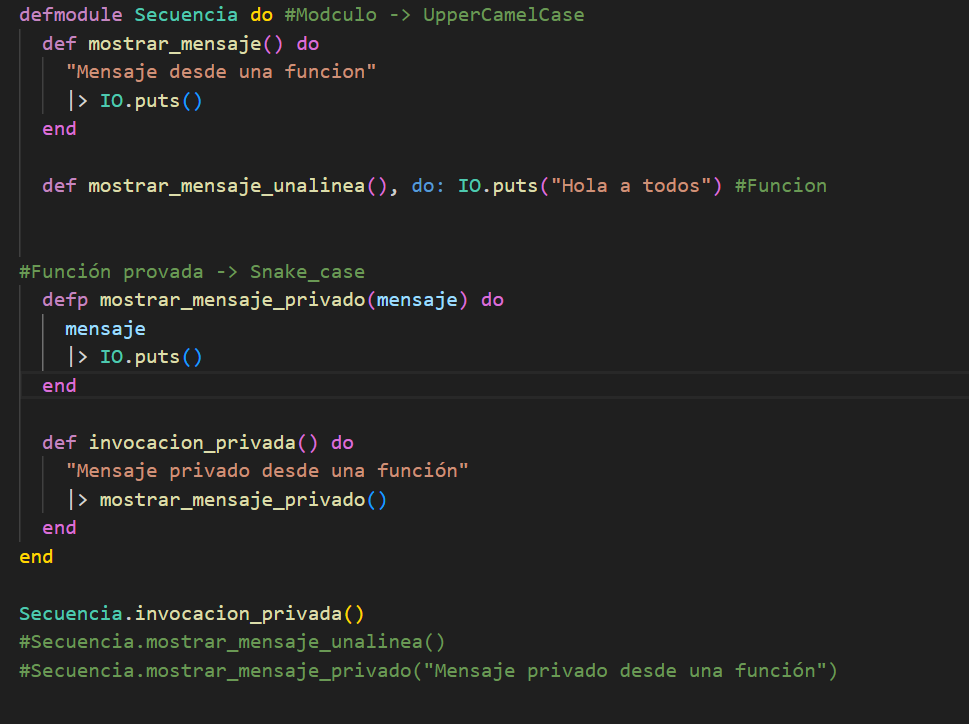 defmodule Secuencia do #Modculo -> UpperCamelCase
  def mostrar_mensaje() do
    "Mensaje desde una funcion"
    |> IO.puts()
  end

  def mostrar_mensaje_unalinea(), do: IO.puts("Hola a todos") #Funcion

#Función provada -> Snake_case
  defp mostrar_mensaje_privado(mensaje) do
    mensaje
    |> IO.puts()
  end

  def invocacion_privada() do
    "Mensaje privado desde una función"
    |> mostrar_mensaje_privado()
  end
end

Secuencia.invocacion_privada()
#Secuencia.mostrar_mensaje_unalinea()
#Secuencia.mostrar_mensaje_privado("Mensaje privado desde una función")